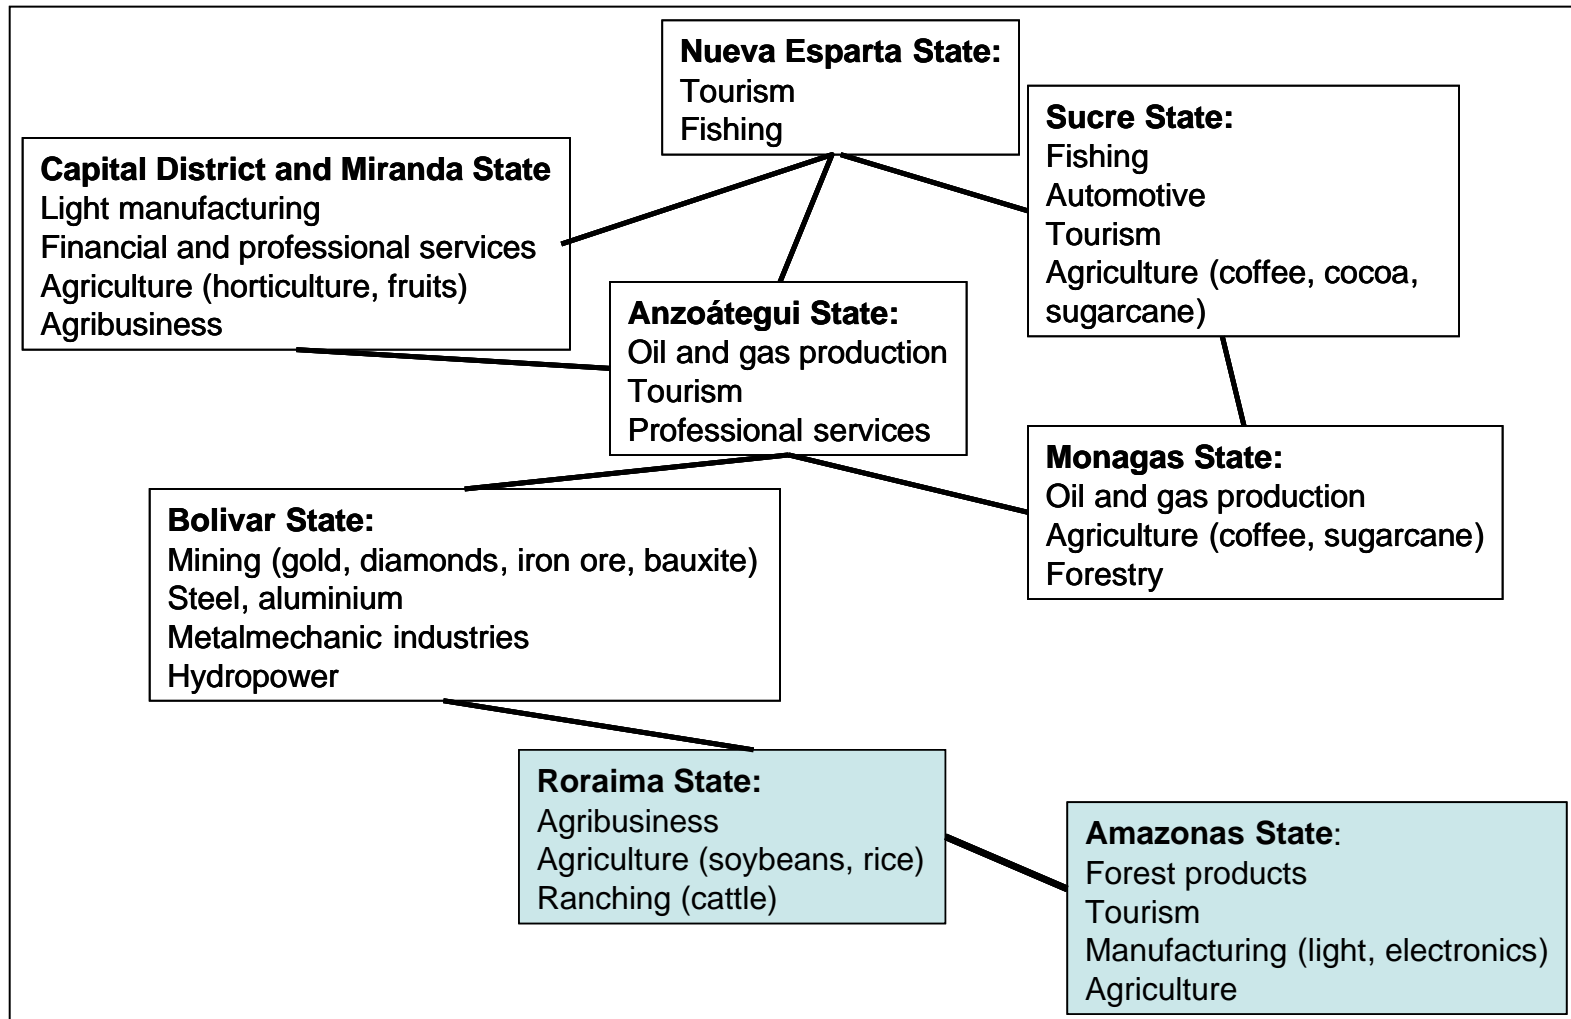 Nueva Esparta State:
Tourism
Fishing
Sucre State:
Fishing
Automotive
Tourism
Agriculture (coffee, cocoa,
sugarcane)
Capital District and Miranda State
Light manufacturing
Financial and professional services
Agriculture (horticulture, fruits)
Agribusiness
Anzoátegui State:
Oil and gas production
Tourism
Professional services
Monagas State:
Oil and gas production
Agriculture (coffee, sugarcane)
Forestry
Bolivar State:
Mining (gold, diamonds, iron ore, bauxite)
Steel, aluminium
Metalmechanic industries
Hydropower
Roraima State:
Agribusiness
Agriculture (soybeans, rice)
Ranching (cattle)
Amazonas State:
Forest products
Tourism
Manufacturing (light, electronics)
Agriculture